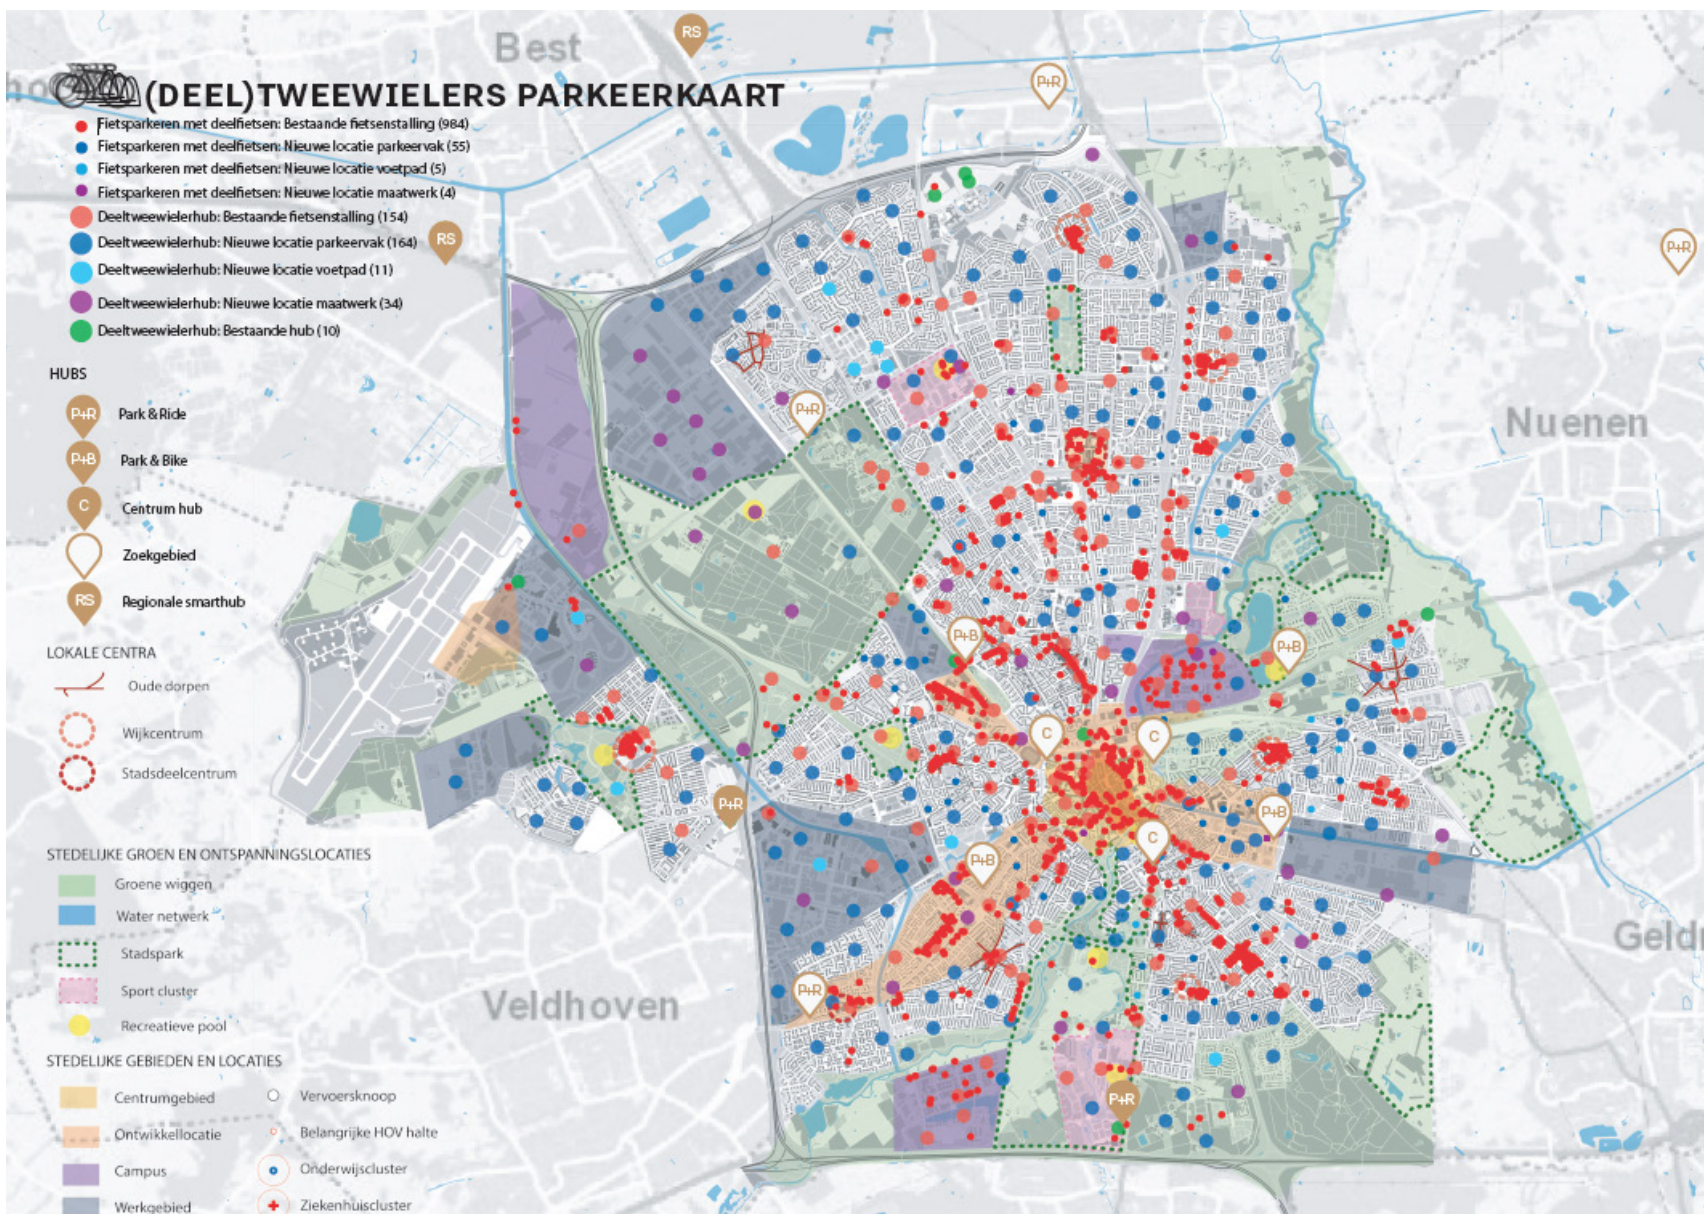 Best
RS
P+R
(DEEL)TWEEWIELERS PARKEERKAART
Fietsparkeren met deelfietsen: Bestaande fietsenstalling (984)
Fietsparkeren met deelfietsen: Nieuwe locatie parkeervak (55)
Fietsparkeren met deelfietsen: Nieuwe locatie voetpad (5)
Fietsparkeren met deelfietsen: Nieuwe locatie maatwerk (4)
Deeltweewielerhub: Bestaande fietsenstalling (154)
Deeltweewielerhub: Nieuwe locatie parkeervak (164)
RS
P+R
Deeltweewielerhub: Nieuwe locatie voetpad (11)
Deeltweewielerhub: Nieuwe locatie maatwerk (34)
Deeltweewielerhub: Bestaande hub (10)
HUBS
P+R Park & Ride
P+R
Nuenen
P+B Park & Bike
C Centrum hub
Zoekgebied
RS Regionale smarthub
P+B
P+B
LOKALE CENTRA
Oude dorpen
Wijkcentrum
C
C
Stadsdeelcentrum
P+R
P+B
C
STEDELIJKE GROEN EN ONTSPANNINGSLOCATIES
P+B
Groene wiggen
Water netwerk
Geldr
Stadspark
Sport cluster
P+R
Veldhoven
Recreatieve pool
STEDELIJKE GEBIEDEN EN LOCATIES
Centrumgebied
Vervoersknoop
P+R
Ontwikkellocatie
Belangrijke HOV halte
Campus
Onderwijscluster
Werkgebied
Ziekenhuiscluster